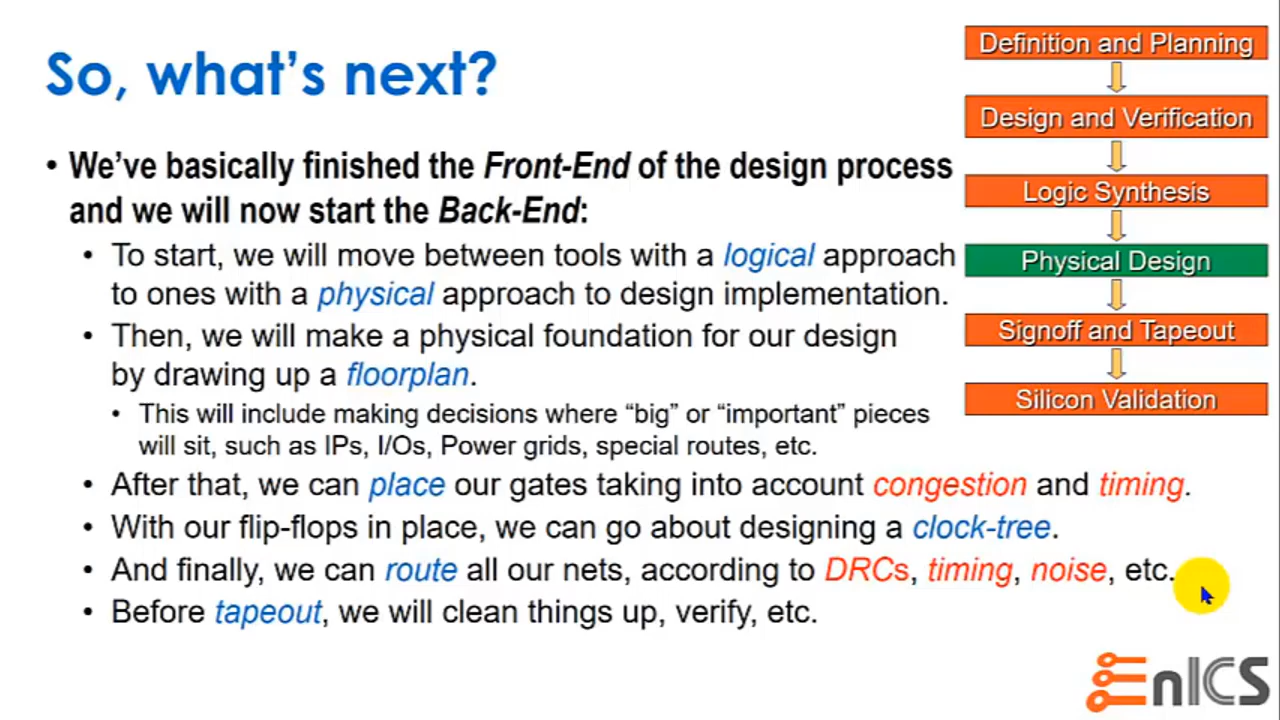 So, what's next?
• We've basically finished the Front-End of the design process
and we will now start the Back-End:
• To start, we will move between tools with a logical approach
to ones with a physical approach to design implementation.
• Then, we will make a physical foundation for our design
by drawing up a floorplan.
• This will include making decisions where “big” or “important” pieces
will sit, such as IPs, I/Os, Power grids, special routes, etc.
• After that, we can place our gates taking into account congestion and timing.
• With our flip-flops in place, we can go about designing a clock-tree.
• And finally, we can route all our nets, according to DRCs, timing, noise, etc.
• Before tapeout, we will clean things up, verify, etc.
Definition and Planning
Design and Verification
Logic Synthesis
Physical Design
Signoff and Tapeout
Silicon Validation
EnICS